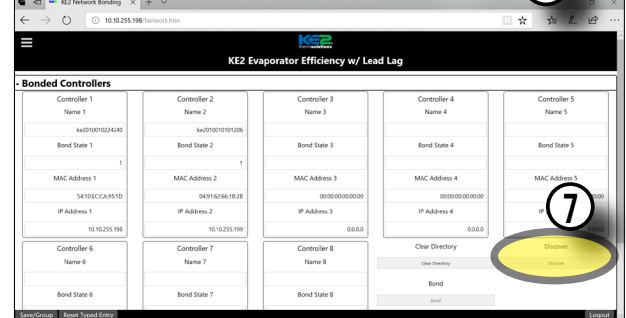 KE2 Network Bonding
10.10.255.198/Network.htm
KE2
thermsolutions
KE2 Evaporator Efficiency w/ Lead Lag
- Bonded Controllers
Controller 1 Controller 2 Controller 3 Controller 4 Controller 5
Name 1 Name 2 Name 3 Name 4 Name 5
ke2010010224240 ke2010010101206
Bond State 1 Bond State 2 Bond State 3 Bond State 4 Bond State 5
1 1
MAC Address 1 MAC Address 2 MAC Address 3 MAC Address 4 MAC Address 5
54:10:EC:CA:95:1D 04:91:62:66:18:2B 00:00:00:00:00:00 00:00:00:00:00:00 00:00
IP Address 1 IP Address 2 IP Address 3 IP Address 4 IP 7
10.10.255.198 10.10.255.199 0.0.0.0 0.0.0.0
Controller 6 Controller 7 Controller 8 Clear Directory Discover
Name 6 Name 7 Name 8 Clear Directory Discover
Bond
Bond State 6 Bond State 7 Bond State 8 Bond
Save/Group Reset Typed Entry Logout